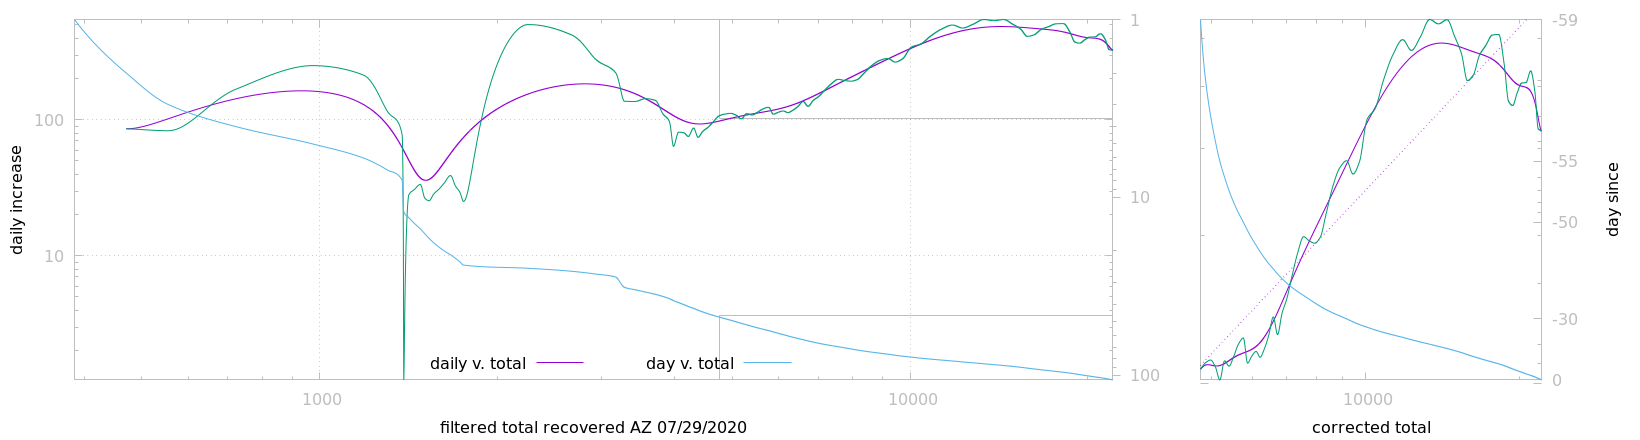 1
-59
100
daily increase
-55
day since
10
-50
10
-30
daily v. total
day v. total
100
0
1000
10000
10000
filtered total recovered AZ 07/29/2020
corrected total